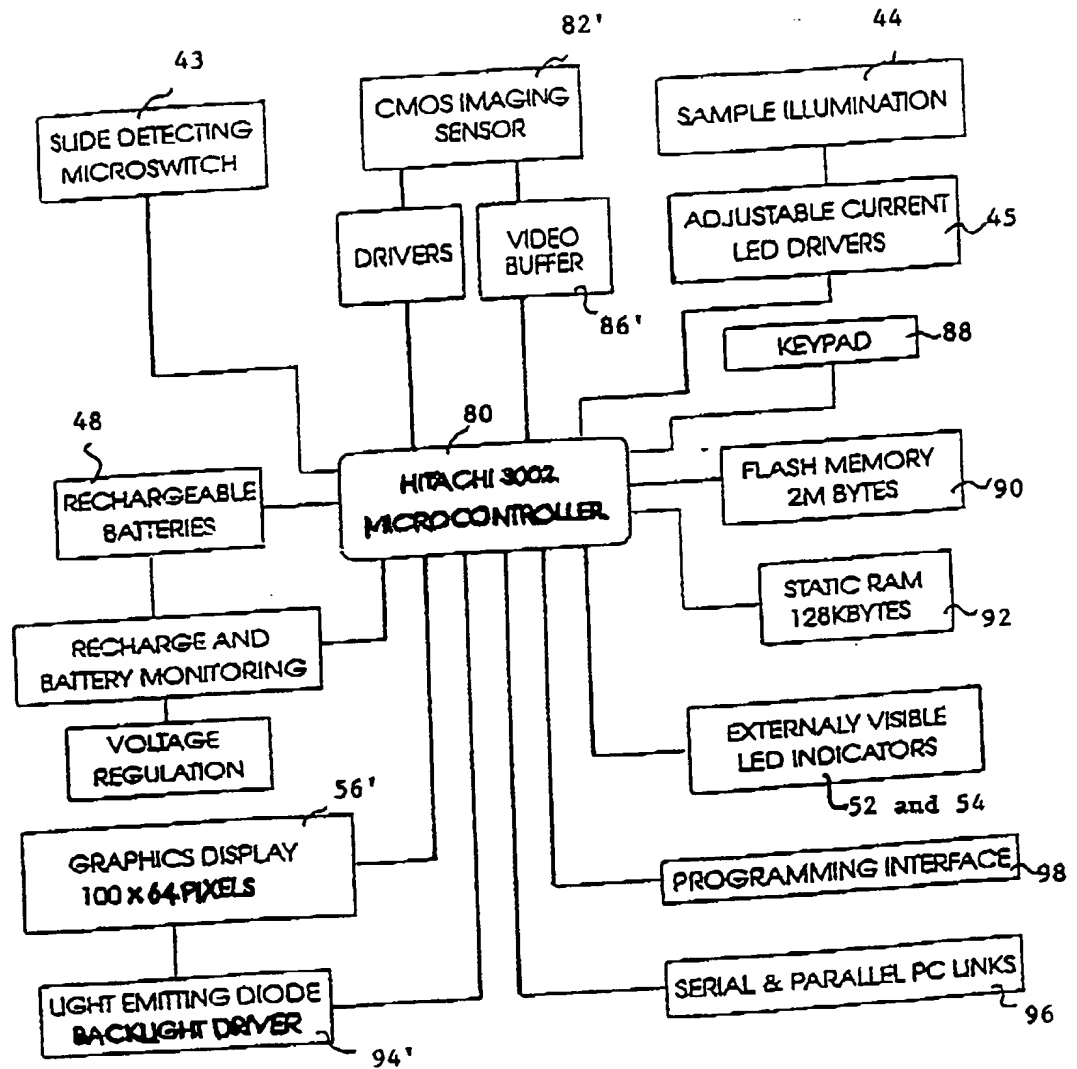 82'
44
43
CMOS IMAGING
SENSOR
SAMPLE ILLUMINATION
SLIDE DETECTING
MICROSWITCH
ADJUSTABLE CURRENT
LED DRIVERS
45
DRIVERS
VIDEO
BUFFER
86'
KEYPAD
88
48
80
HITACHI 3002
MICROCONTROLLER
FLASH MEMORY
2M BYTES
90
RECHARGEABLE
BATTERIES
STATIC RAM
128KBYTES
92
RECHARGE AND
BATTERY MONITORING
VOLTAGE
REGULATION
EXTERNALY VISIBLE
LED INDICATORS
52 and 54
56'
GRAPHICS DISPLAY
100 X 64 PIXELS
PROGRAMMING INTERFACE
98
SERIAL & PARALLEL PC LINKS
96
LIGHT EMITTING DIODE
BACKLIGHT DRIVER
94'